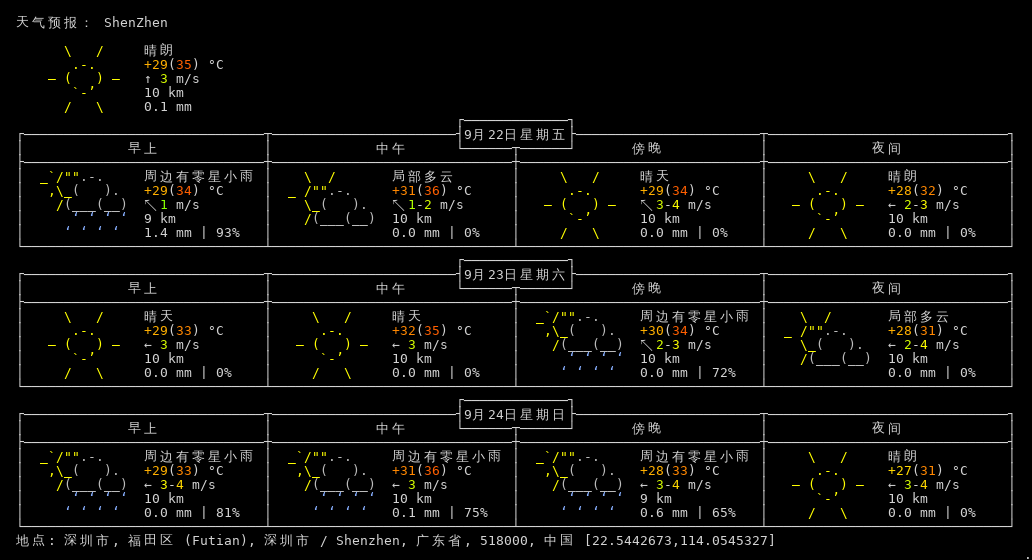 天气预报： ShenZhen
晴朗
+29(35) °C
↑ 3 m/s
10 km
0.1 mm
9月22日星期五
早上 中午 傍晚 夜间
周边有零星小雨 局部多云 晴天 晴朗
+29(34) °C +31(36) °C +29(34) °C +28(32) °C
↖ 1 m/s ↖ 1-2 m/s ↖ 3-4 m/s ← 2-3 m/s
9 km 10 km 10 km 10 km
1.4 mm | 93% 0.0 mm | 0% 0.0 mm | 0% 0.0 mm | 0%
9月23日星期六
早上 中午 傍晚 夜间
晴天 晴天 周边有零星小雨 局部多云
+29(33) °C +32(35) °C +30(34) °C +28(31) °C
← 3 m/s ← 3 m/s ↖ 2-3 m/s ← 2-4 m/s
10 km 10 km 10 km 10 km
0.0 mm | 0% 0.0 mm | 0% 0.0 mm | 72% 0.0 mm | 0%
9月24日星期日
早上 中午 傍晚 夜间
周边有零星小雨 周边有零星小雨 周边有零星小雨 晴朗
+29(33) °C +31(36) °C +28(33) °C +27(31) °C
← 3-4 m/s ← 3 m/s ← 3-4 m/s ← 3-4 m/s
10 km 10 km 9 km 10 km
0.0 mm | 81% 0.1 mm | 75% 0.6 mm | 65% 0.0 mm | 0%
地点: 深圳市, 福田区 (Futian), 深圳市 / Shenzhen, 广东省, 518000, 中国 [22.5442673,114.0545327]